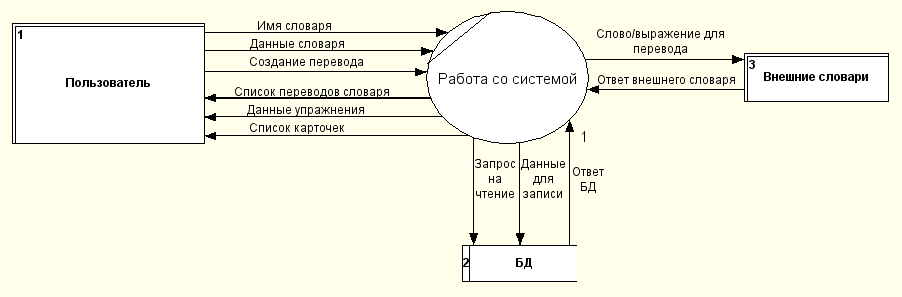 1
Пользователь
Имя словаря
Данные словаря
Создание перевода
Список переводов словаря
Данные упражнения
Список карточек
Работа со системой
1
Слово/выражение для
перевода
Ответ внешнего словаря
3
Внешние словари
Запрос
на
чтение
Данные
для
записи
Ответ
БД
2
БД